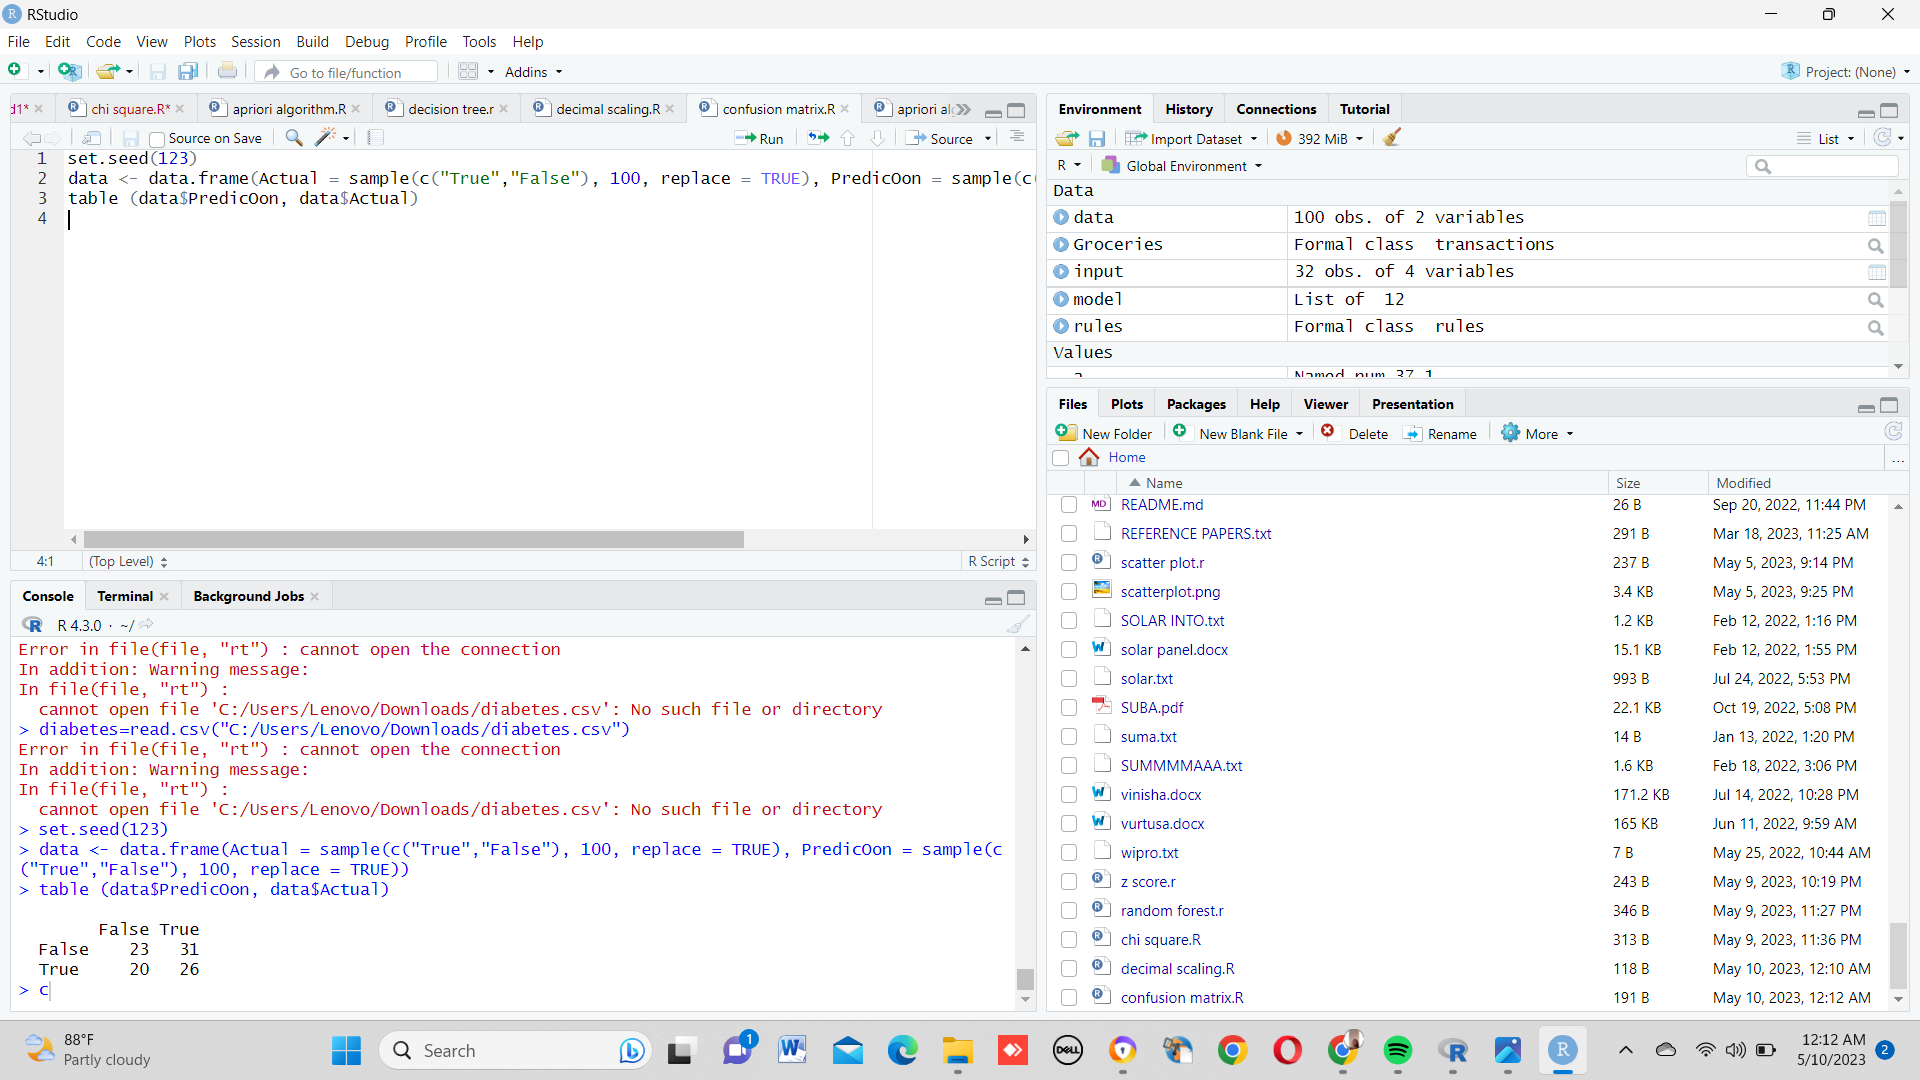 RStudio
File Edit Code View Plots Session Build Debug Profile Tools Help
Go to file/function Addins Project: (None)
d1* chi square.R* apriori algorithm.R decision tree.r decimal scaling.R confusion matrix.R apriori al
Source on Save Run Source
1 set.seed(123)
2 data <- data.frame(Actual = sample(c("True","False"), 100, replace = TRUE), PredicOon = sample(c(
3 table (data$PredicOon, data$Actual)
4
4:1 (Top Level) R Script
Console Terminal Background Jobs
R 4.3.0 · ~/
Error in file(file, "rt") : cannot open the connection
In addition: Warning message:
In file(file, "rt") :
cannot open file 'C:/Users/Lenovo/Downloads/diabetes.csv': No such file or directory
> diabetes=read.csv("C:/Users/Lenovo/Downloads/diabetes.csv")
Error in file(file, "rt") : cannot open the connection
In addition: Warning message:
In file(file, "rt") :
cannot open file 'C:/Users/Lenovo/Downloads/diabetes.csv': No such file or directory
> set.seed(123)
> data <- data.frame(Actual = sample(c("True","False"), 100, replace = TRUE), PredicOon = sample(c
("True","False"), 100, replace = TRUE))
> table (data$PredicOon, data$Actual)
False True
False 23 31
True 20 26
> c
Environment History Connections Tutorial
Import Dataset 392 MiB List
R Global Environment
Data
data 100 obs. of 2 variables
Groceries Formal class transactions
input 32 obs. of 4 variables
model List of 12
rules Formal class rules
Values
a Named num 37.1
Files Plots Packages Help Viewer Presentation
New Folder New Blank File Delete Rename More
Home ...
Name Size Modified
README.md 26 B Sep 20, 2022, 11:44 PM
REFERENCE PAPERS.txt 291 B Mar 18, 2023, 11:25 AM
scatter plot.r 237 B May 5, 2023, 9:14 PM
scatterplot.png 3.4 KB May 5, 2023, 9:25 PM
SOLAR INTO.txt 1.2 KB Feb 12, 2022, 1:16 PM
solar panel.docx 15.1 KB Feb 12, 2022, 1:55 PM
solar.txt 993 B Jul 24, 2022, 5:53 PM
SUBA.pdf 22.1 KB Oct 19, 2022, 5:08 PM
suma.txt 14 B Jan 13, 2022, 1:20 PM
SUMMMMAAA.txt 1.6 KB Feb 18, 2022, 3:06 PM
vinisha.docx 171.2 KB Jul 14, 2022, 10:28 PM
vurtusa.docx 165 KB Jun 11, 2022, 9:59 AM
wipro.txt 7 B May 25, 2022, 10:44 AM
z score.r 243 B May 9, 2023, 10:19 PM
random forest.r 346 B May 9, 2023, 11:27 PM
chi square.R 313 B May 9, 2023, 11:36 PM
decimal scaling.R 118 B May 10, 2023, 12:10 AM
confusion matrix.R 191 B May 10, 2023, 12:12 AM
88°F
Partly cloudy
Search
1
DELL
12:12 AM
5/10/2023
2